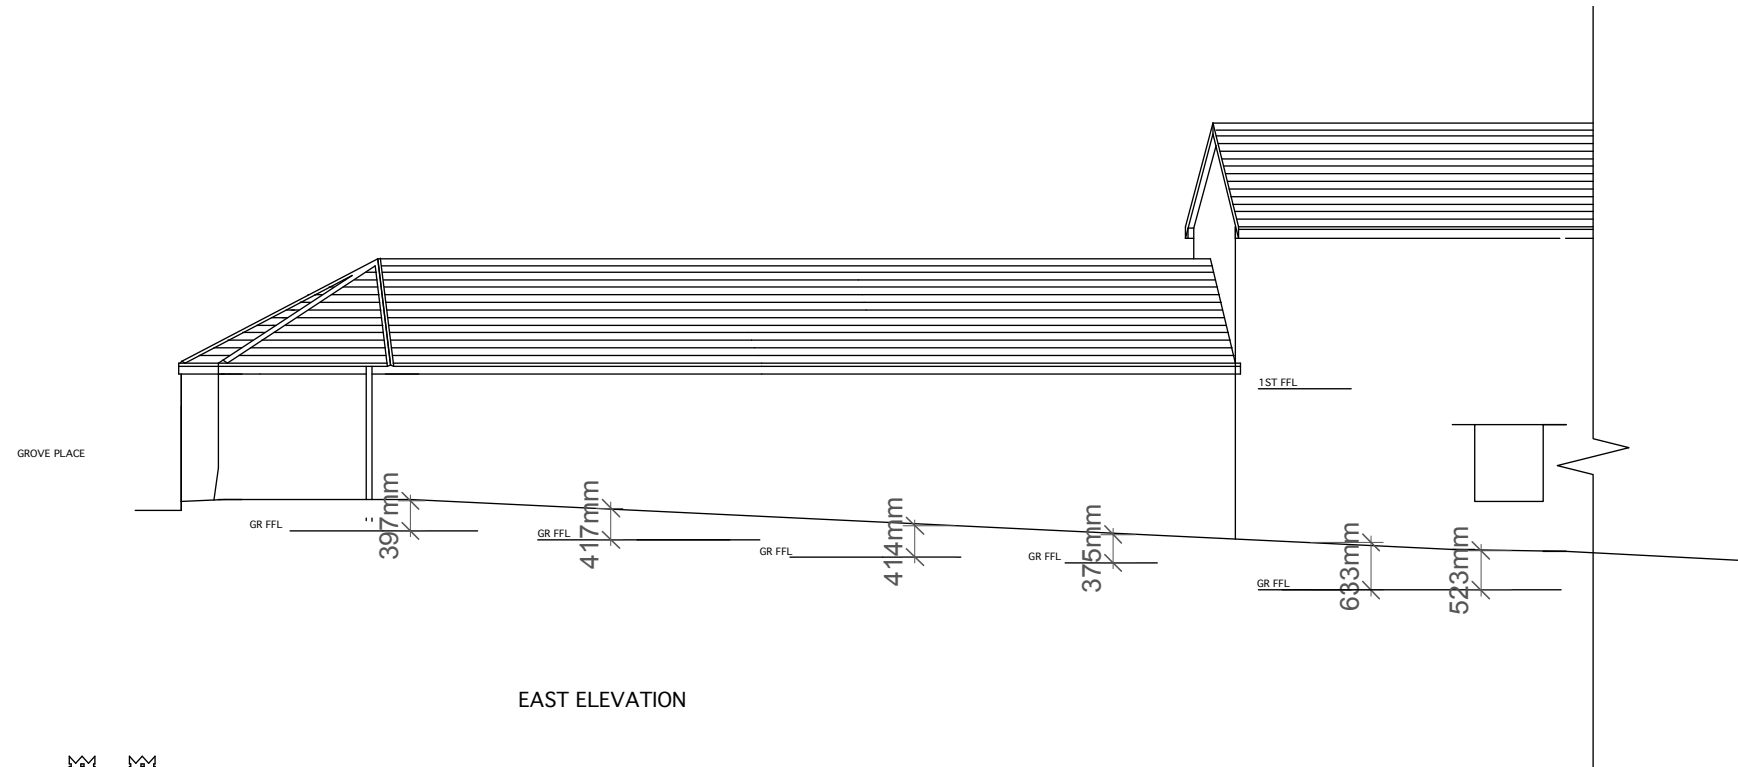 1ST FFL
GROVE PLACE
GR FFL
397mm
GR FFL
417mm
GR FFL
414mm
GR FFL
375mm
GR FFL
633mm
523mm
EAST ELEVATION